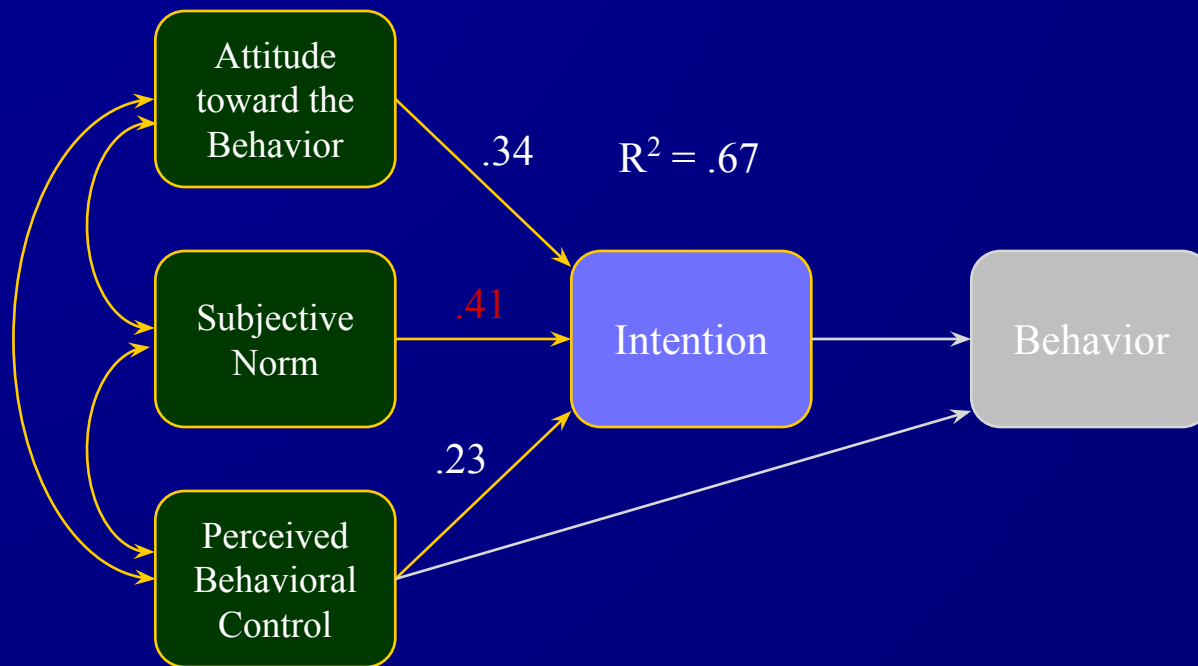 Attitude
toward the
Behavior
.34
R² = .67
Subjective
Norm
.41
Intention
Behavior
.23
Perceived
Behavioral
Control